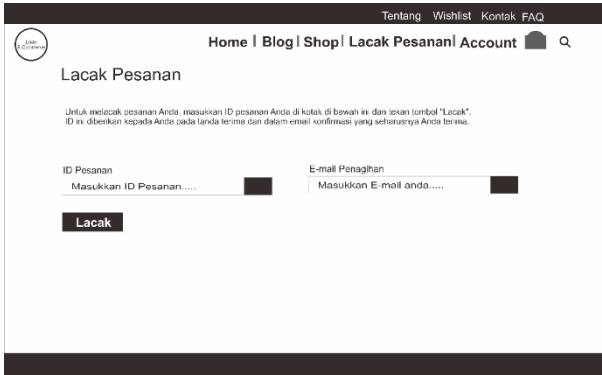 Tentang Wishlist Kontak FAQ
Home | Blog | Shop | Lacak Pesanan | Account
Lacak Pesanan
Untuk melacak pesanan Anda, masukkan ID pesanan Anda di kotak di bawah ini dan tekan tombol "Lacak".
ID ini diberikan kepada Anda pada tanda terima dan dalam email konfirmasi yang seharusnya Anda terima.
ID Pesanan
Masukkan ID Pesanan.....
E-mail Penagihan
Masukkan E-mail anda.....
Lacak